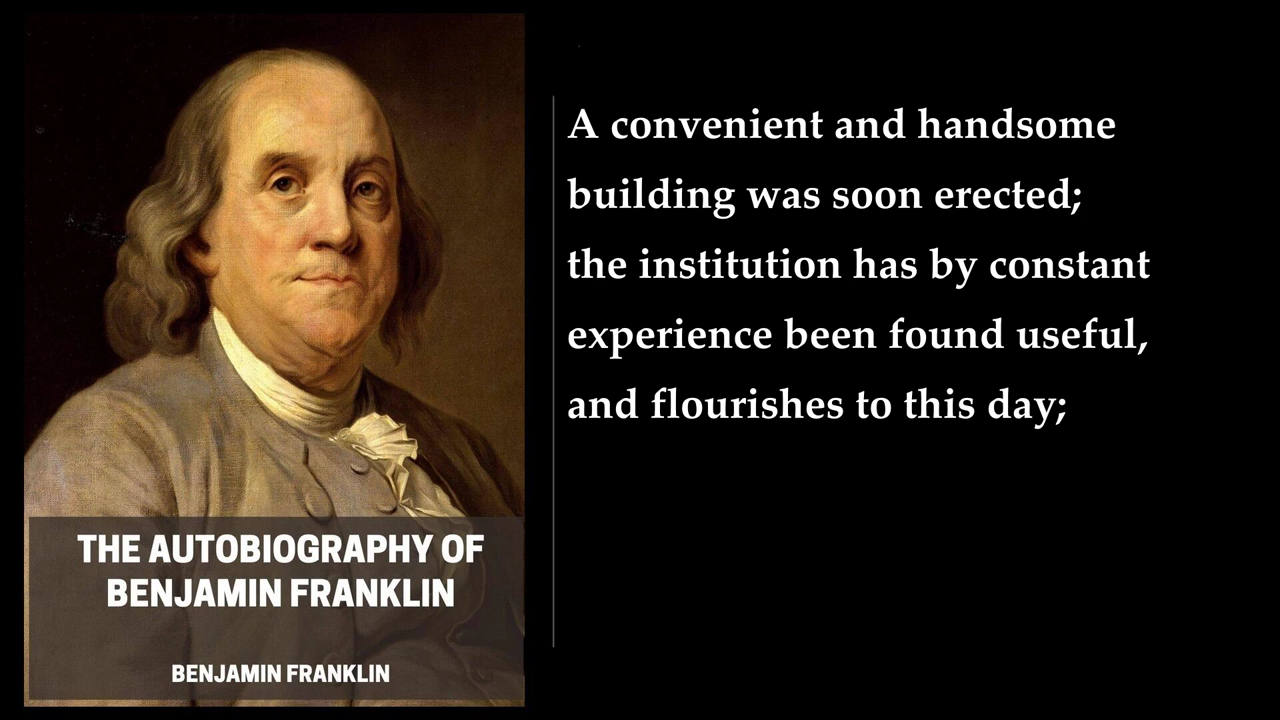 A convenient and handsome
building was soon erected;
the institution has by constant
experience been found useful,
and flourishes to this day;
THE AUTOBIOGRAPHY OF
BENJAMIN FRANKLIN
BENJAMIN FRANKLIN